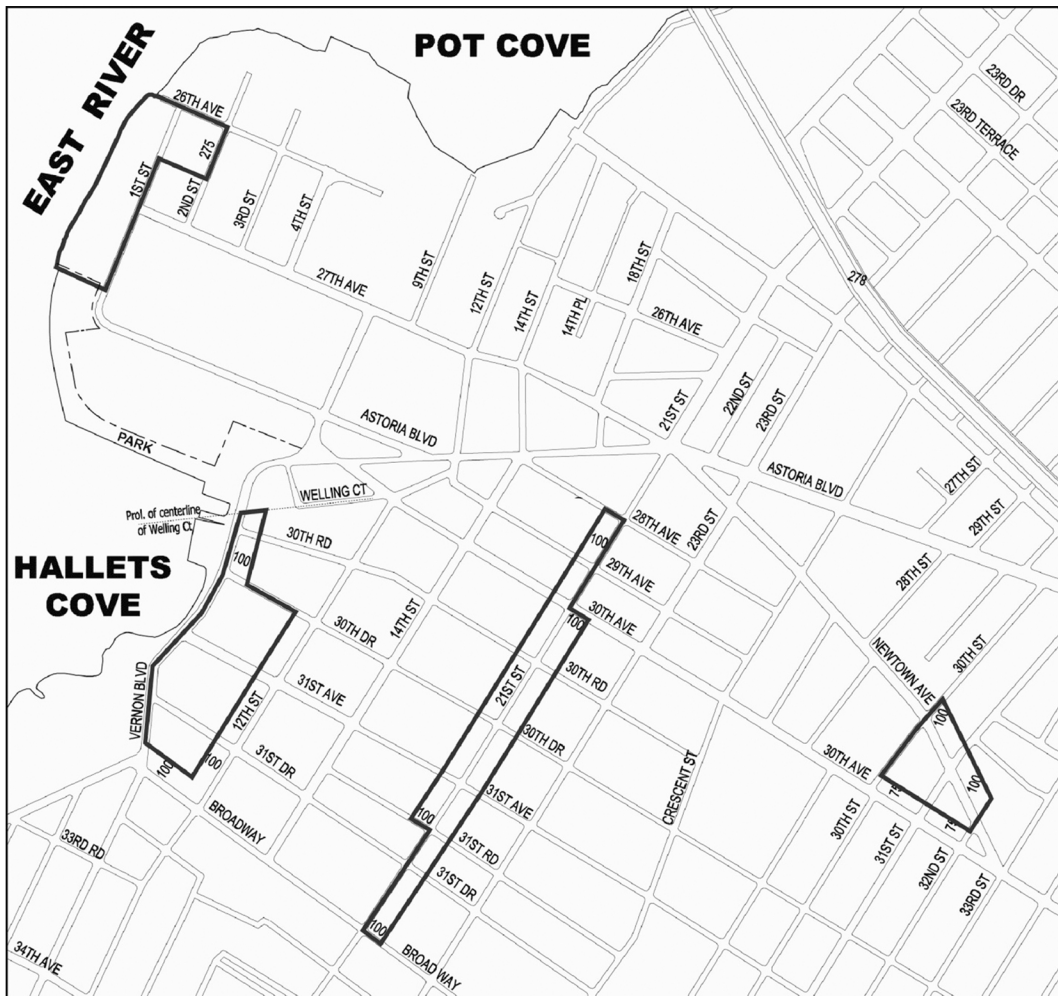 POT COVE
EAST RIVER
23RD DR
23RD TERRACE
26TH AVE
275
1ST ST
2ND ST
3RD ST
4TH ST
27TH AVE
9TH ST
12TH ST
14TH ST
14TH PL
18TH ST
26TH AVE
278
21ST ST
22ND ST
23RD ST
ASTORIA BLVD
PARK
ASTORIA BLVD
27TH ST
29TH ST
28TH ST
WELLING CT
Prol. of centerline
of Welling Ct.
30TH RD
100
HALLETS
COVE
28TH AVE
23RD ST
100
29TH AVE
30TH AVE
100
14TH ST
30TH DR
30TH ST
NEWTOWN AVE
100
30TH RD
21ST ST
31ST AVE
12TH ST
VERNON BLVD
30TH DR
31ST DR
100
100
30TH AVE
75
100
75
CRESCENT ST
31ST AVE
100
30TH ST
31ST ST
32ND ST
33RD ST
BROADWAY
33RD RD
31ST RD
31ST DR
100
BROADWAY
34TH AVE